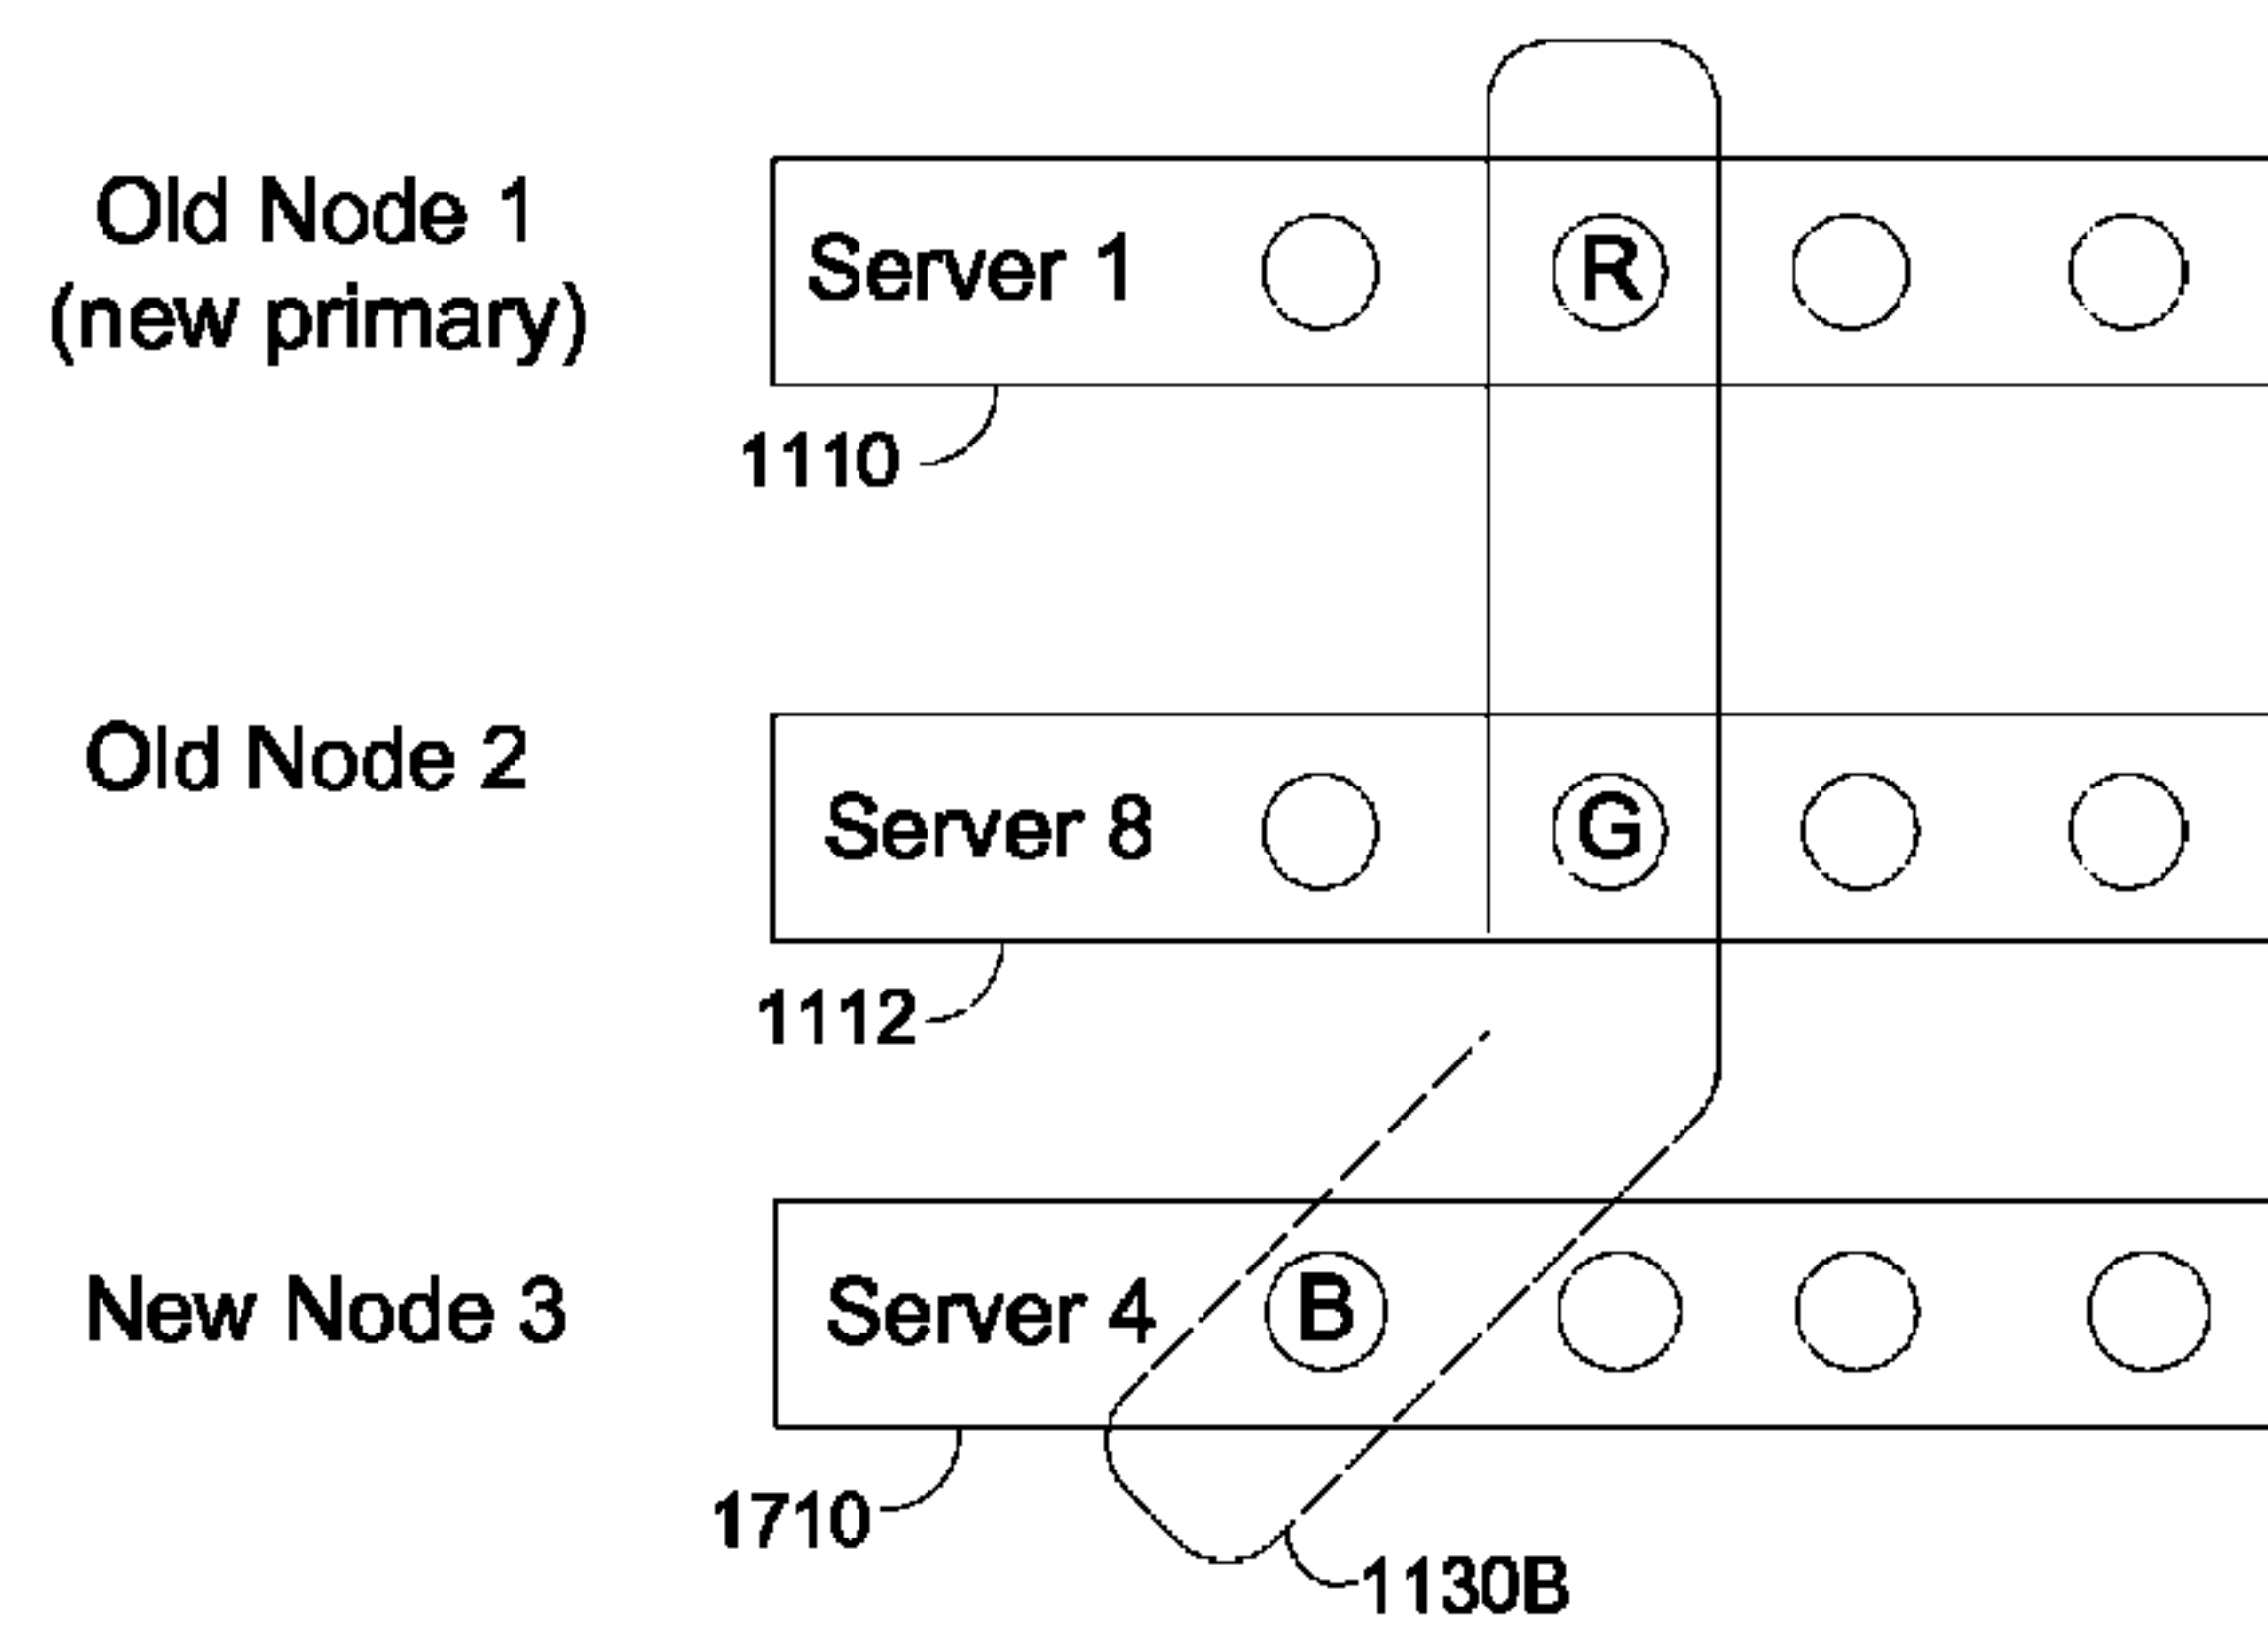 Old Node 1
(new primary)
Server 1
R
1110
Old Node 2
Server 8
G
1112
New Node 3
Server 4
B
1710
1130B